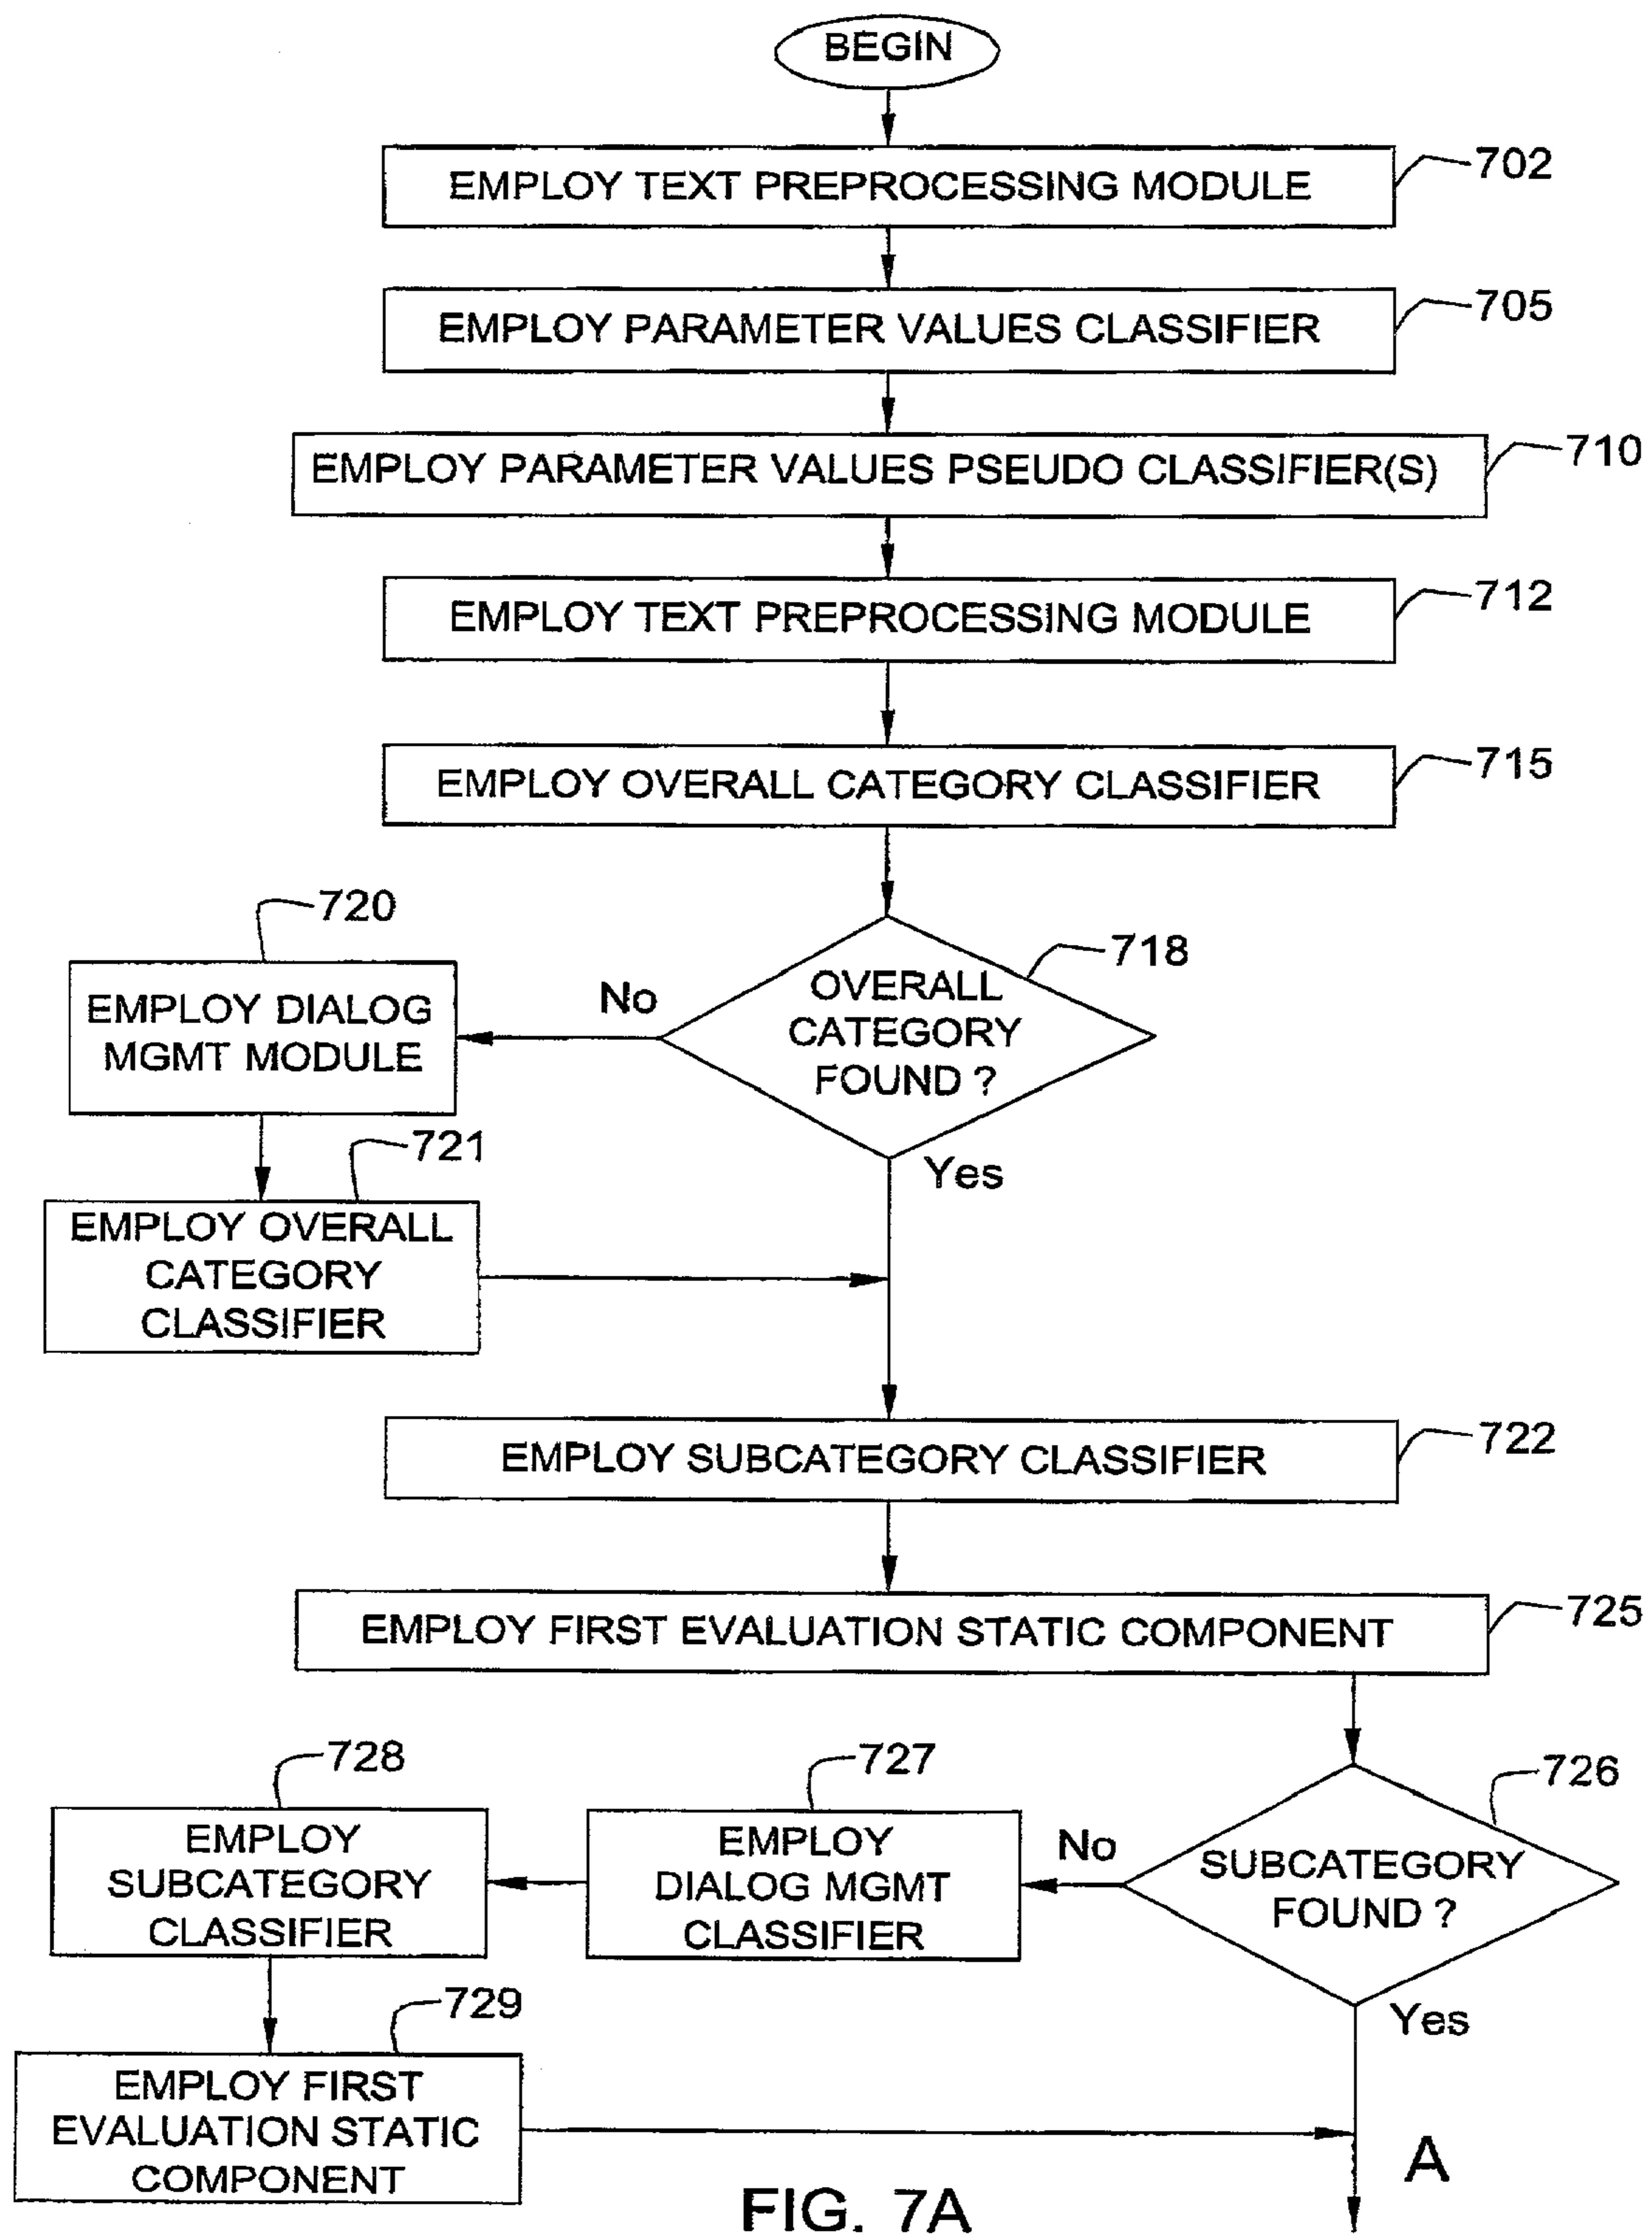 BEGIN
EMPLOY TEXT PREPROCESSING MODULE
702
EMPLOY PARAMETER VALUES CLASSIFIER
705
EMPLOY PARAMETER VALUES PSEUDO CLASSIFIER(S)
710
EMPLOY TEXT PREPROCESSING MODULE
712
EMPLOY OVERALL CATEGORY CLASSIFIER
715
720
718
OVERALL
CATEGORY
FOUND ?
No
EMPLOY DIALOG
MGMT MODULE
721
Yes
EMPLOY OVERALL
CATEGORY
CLASSIFIER
EMPLOY SUBCATEGORY CLASSIFIER
722
EMPLOY FIRST EVALUATION STATIC COMPONENT
725
728
727
726
SUBCATEGORY
FOUND ?
No
EMPLOY
DIALOG MGMT
CLASSIFIER
EMPLOY
SUBCATEGORY
CLASSIFIER
729
Yes
EMPLOY FIRST
EVALUATION STATIC
COMPONENT
A
FIG. 7A